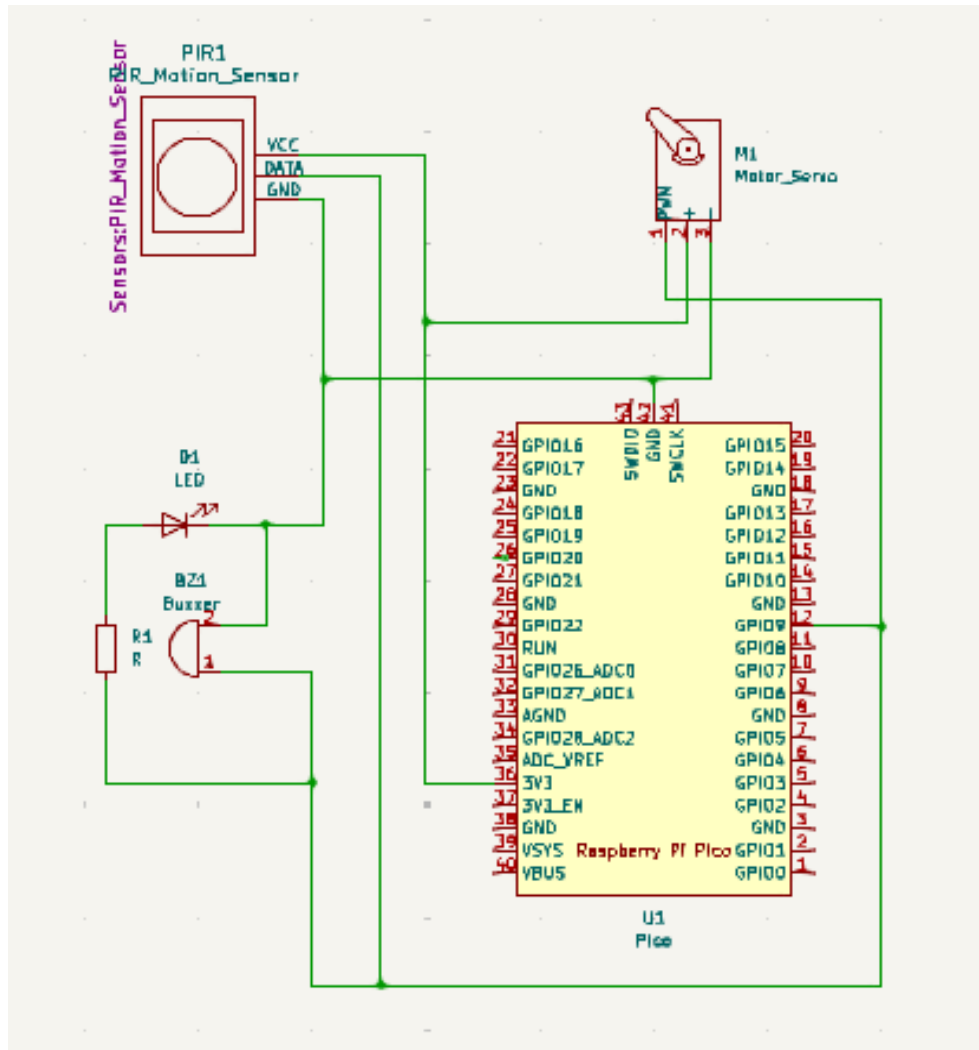 PIR1
PIR_Motion_Sensor
Sensors:PIR_Motion_Sensor
VCC
DATA
GND
M1
Motor_Servo
PWM
+
-
1
2
3
D1
LED
BZ1
Buzzer
2
1
R1
R
43
42
41
SWDIO
GND
SWCLK
21 GPIO16 GPIO15 20
22 GPIO17 GPIO14 19
23 GND GND 18
24 GPIO18 GPIO13 17
25 GPIO19 GPIO12 16
26 GPIO20 GPIO11 15
27 GPIO21 GPIO10 14
28 GND GND 13
29 GPIO22 GPIO9 12
30 RUN GPIO8 11
31 GPIO26_ADC0 GPIO7 10
32 GPIO27_ADC1 GPIO6 9
33 AGND GND 8
34 GPIO28_ADC2 GPIO5 7
35 ADC_VREF GPIO4 6
36 3V3 GPIO3 5
37 3V3_EN GPIO2 4
38 GND GND 3
39 VSYS Raspberry Pi Pico GPIO1 2
40 VBUS GPIO0 1
U1
Pico